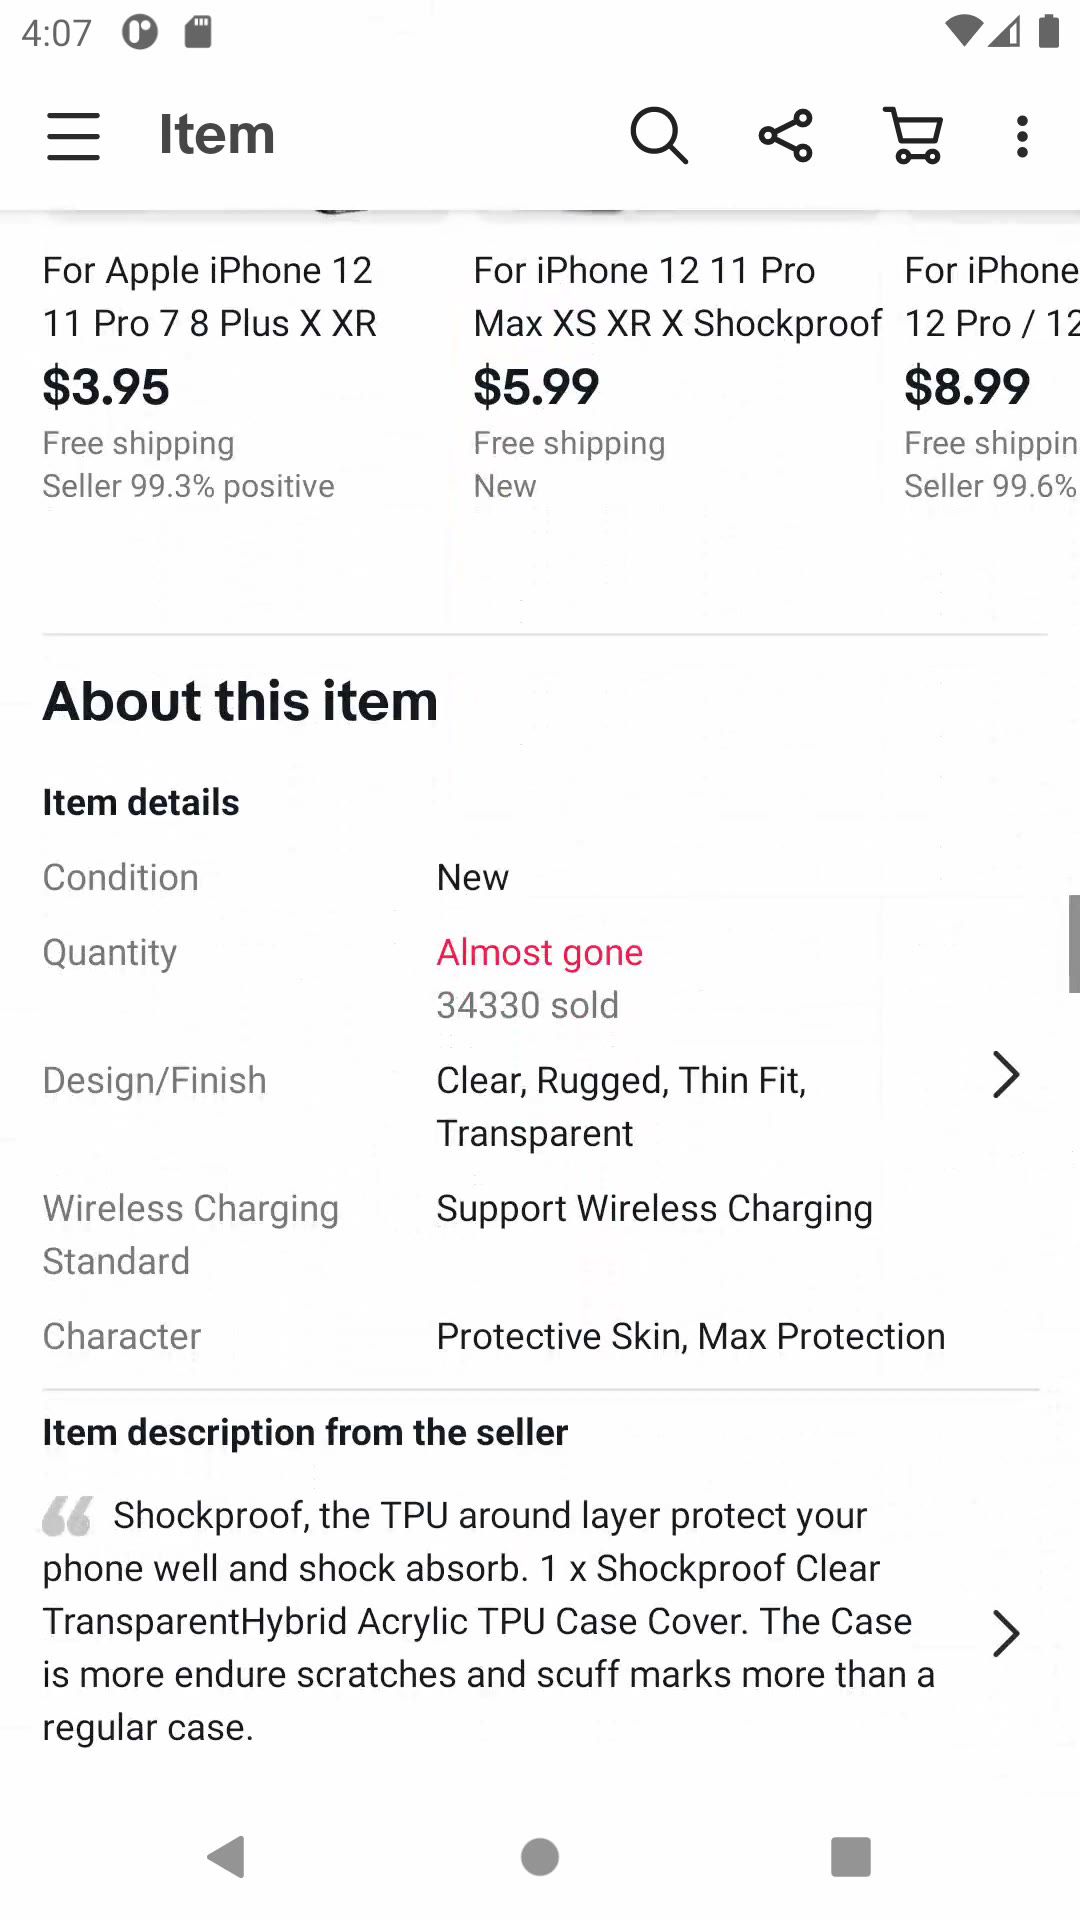 4:07
Item
For Apple iPhone 12
11 Pro 7 8 Plus X XR
$3.95
Free shipping
Seller 99.3% positive
For iPhone 12 11 Pro
Max XS XR X Shockproof
$5.99
Free shipping
New
For iPhone
12 Pro / 12
$8.99
Free shippin
Seller 99.6%
About this item
Item details
Condition New
Quantity Almost gone
34330 sold
Design/Finish Clear, Rugged, Thin Fit,
Transparent
Wireless Charging Support Wireless Charging
Standard
Character Protective Skin, Max Protection
Item description from the seller
“ Shockproof, the TPU around layer protect your
phone well and shock absorb. 1 x Shockproof Clear
TransparentHybrid Acrylic TPU Case Cover. The Case
is more endure scratches and scuff marks more than a
regular case.